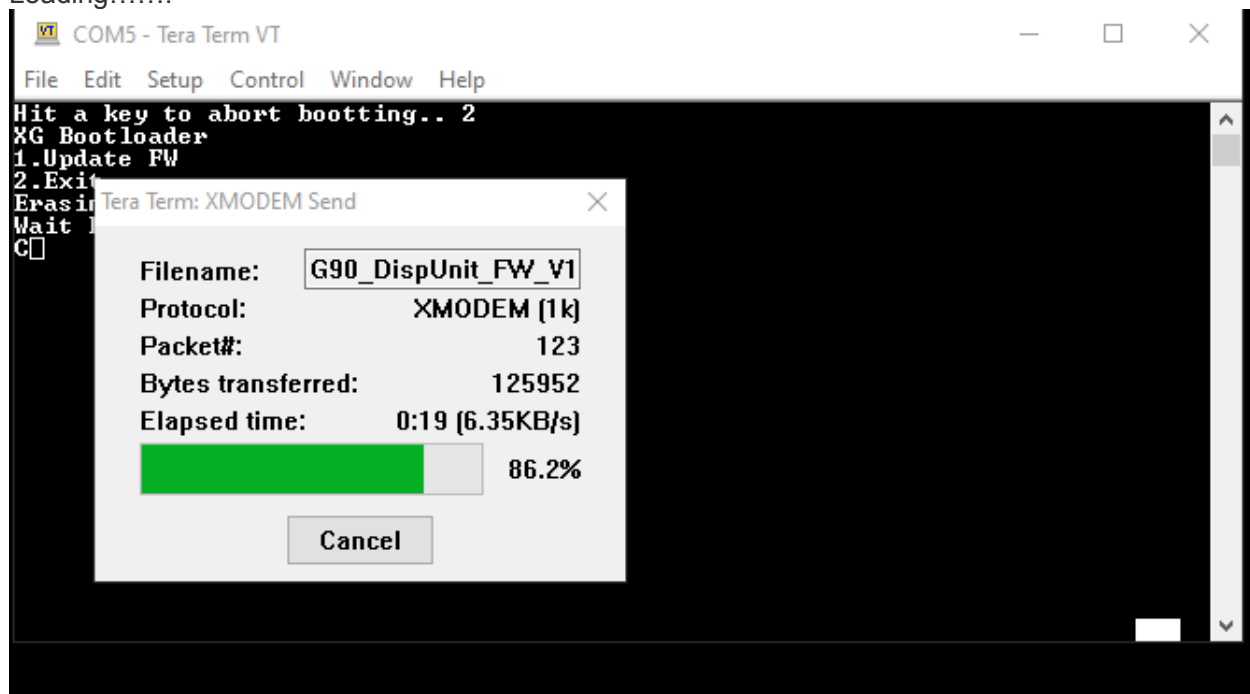 Loading.......
COM5 - Tera Term VT
File Edit Setup Control Window Help
Hit a key to abort bootting.. 2
XG Bootloader
1.Update FW
2.Exit
Tera Term: XMODEM Send
Wait
C
Filename: G90_DispUnit_FW_V1
Protocol: XMODEM (1k)
Packet#: 123
Bytes transferred: 125952
Elapsed time: 0:19 (6.35KB/s)
86.2%
Cancel